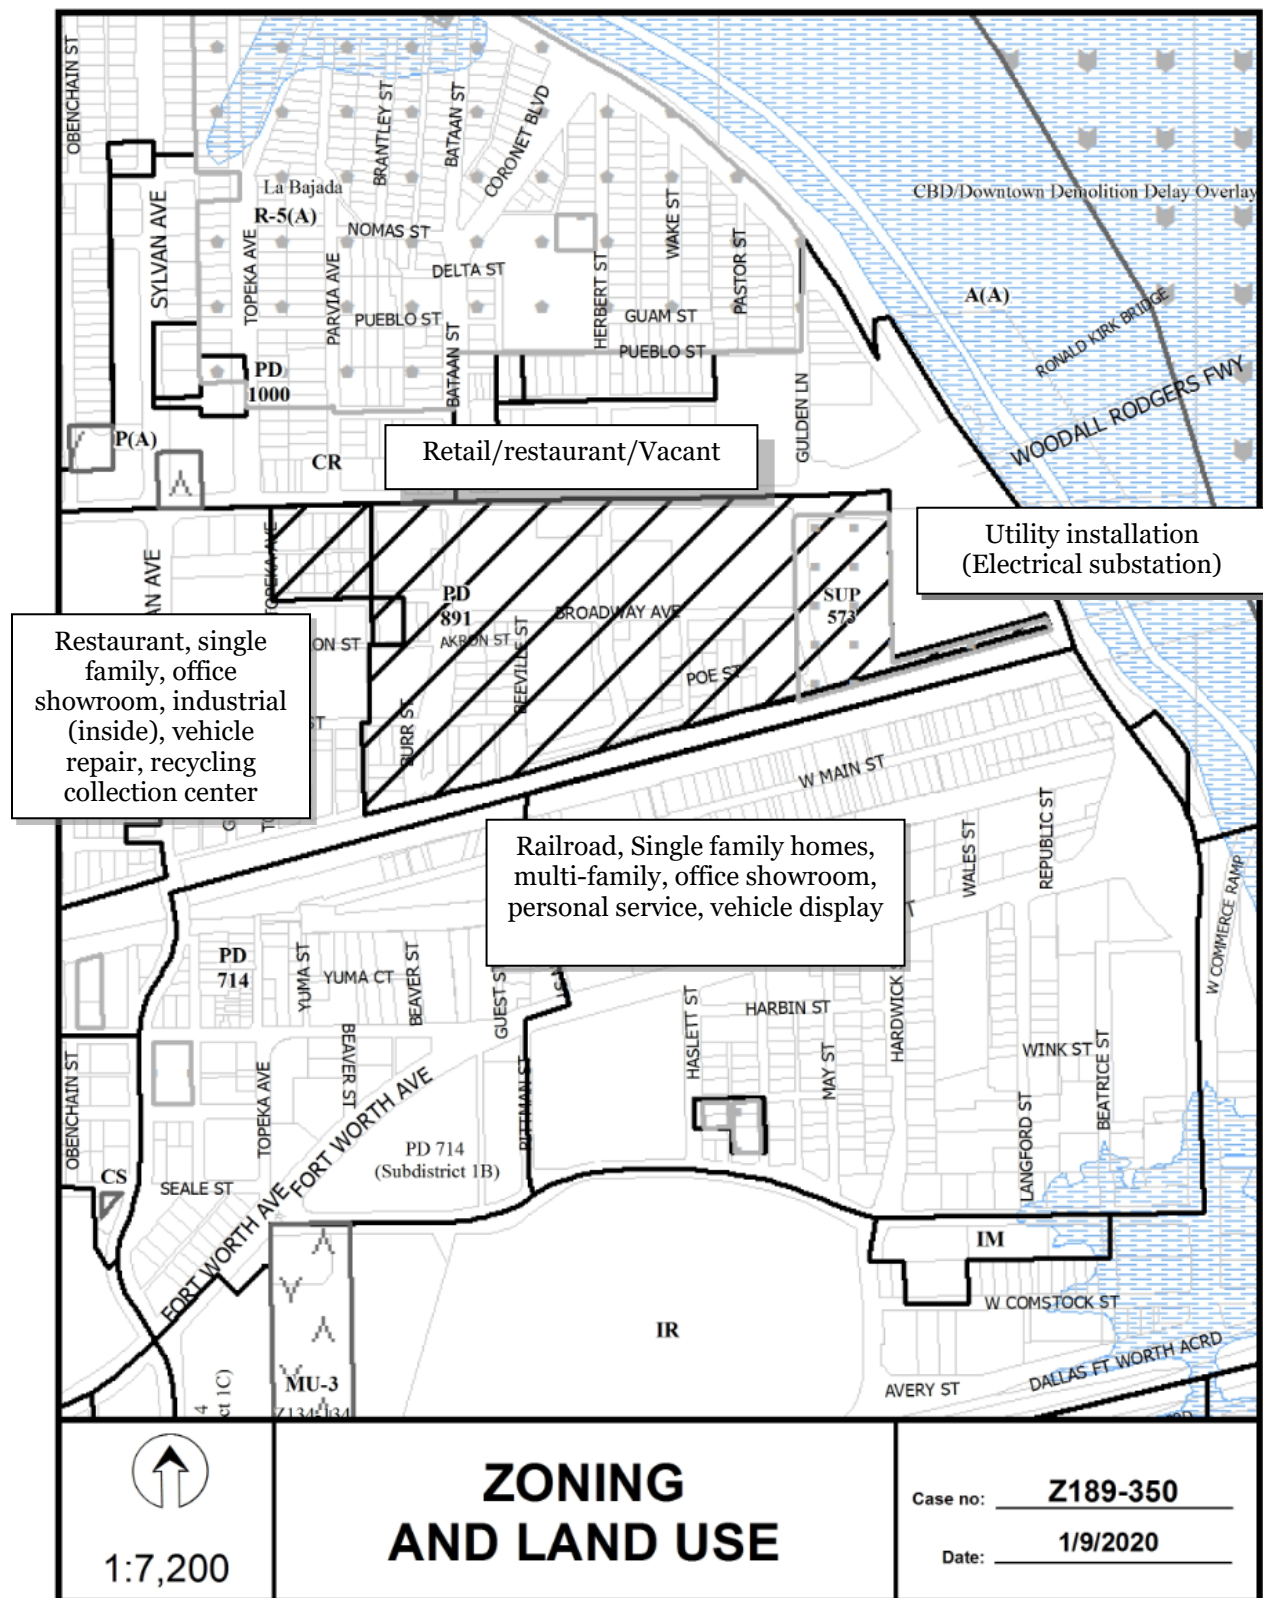 OBENCHAIN ST
BRANTLEY ST
BATAAN ST
CORONET BLVD
La Bajada
R-5(A)
SYLVAN AVE
TOPEKA AVE
NOMAS ST
PARVIA AVE
DELTA ST
WAKE ST
PASTOR ST
HERBERT ST
CBD/Downtown Demolition Delay Overlay
A(A)
RONALD KIRK BRIDGE
WOODALL RODGERS FWY
PUEBLO ST
GUAM ST
PUEBLO ST
BATAAN ST
PD
1000
GULDEN LN
P(A)
CR
Retail/restaurant/Vacant
Utility installation
(Electrical substation)
AN AVE
TOPEKA AVE
PD
891
BROADWAY AVE
SUP
573
ON ST
AKRON ST
BEEVILLE ST
POE ST
ST
BURR ST
Restaurant, single
family, office
showroom, industrial
(inside), vehicle
repair, recycling
collection center
W MAIN ST
Railroad, Single family homes,
multi-family, office showroom,
personal service, vehicle display
WALES ST
REPUBLIC ST
W COMMERCE RAMP
PD
714
YUMA ST
YUMA CT
BEAVER ST
GUEST ST
HASLETT ST
HARBIN ST
HARDWICK S
OBENCHAIN ST
TOPEKA AVE
BEAVER ST
FORT WORTH AVE
PITTMAN ST
MAY ST
WINK ST
BEATRICE ST
LANGFORD ST
PD 714
(Subdistrict 1B)
CS
SEALE ST
FORT WORTH AVE
IM
W COMSTOCK ST
IR
DALLAS FT WORTH ACRD
AVERY ST
MU-3
Z134-134
4
ct 1C)
1:7,200
ZONING
AND LAND USE
Case no: Z189-350
Date: 1/9/2020